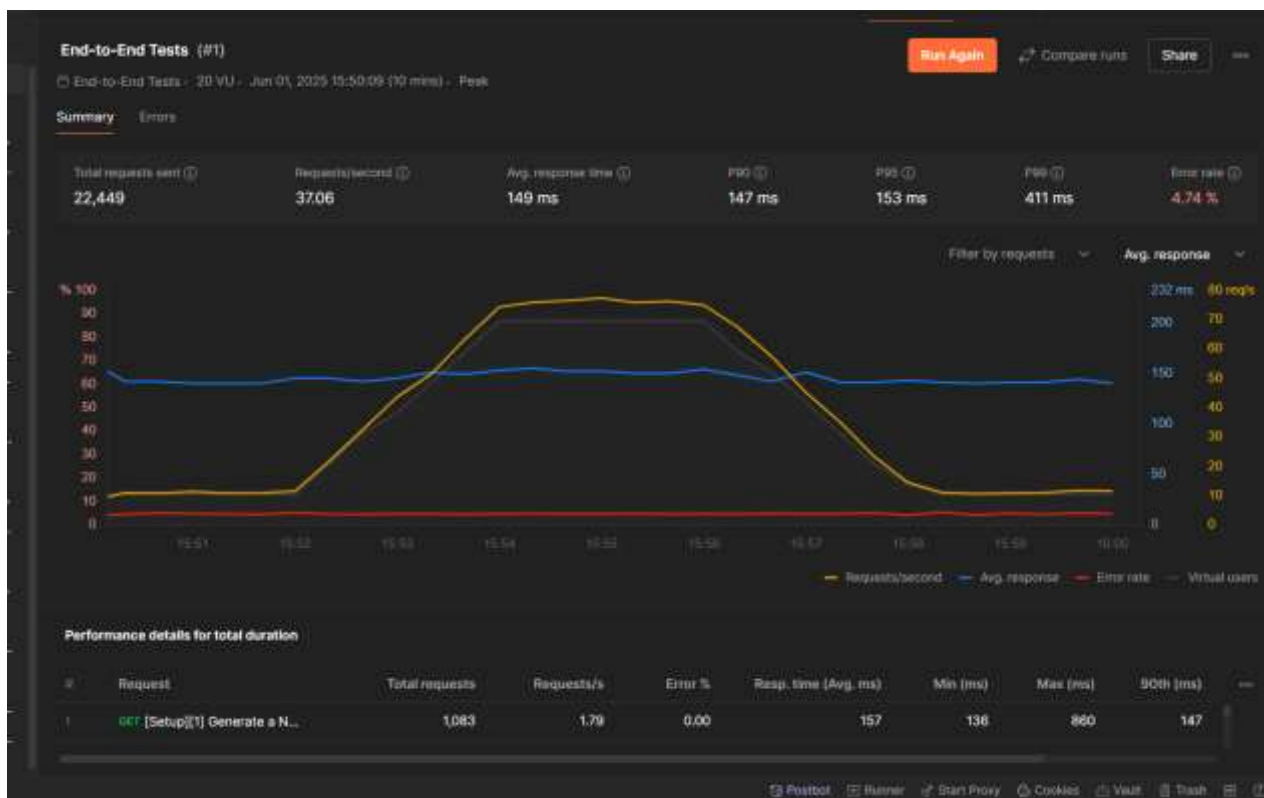 End-to-End Tests (#1)
Run Again
Compare runs
Share
End-to-End Tests - 20 VU - Jun 01, 2025 15:50:09 (10 mins) - Peak
Summary Errors
Total requests sent Requests/second Avg. response time P90 P95 P99 Error rate
22,449 37.06 149 ms 147 ms 153 ms 411 ms 4.74 %
Filter by requests Avg. response
% 100 232 ms 80 req/s
90
80
70
60
50
40
30
20
10
0
200
150
100
50
0
70
60
50
40
30
20
10
0
15:51 15:52 15:53 15:54 15:55 15:56 15:57 15:58 15:59 16:00
Requests/second Avg. response Error rate Virtual users
Performance details for total duration
# Request Total requests Requests/s Error % Resp. time (Avg. ms) Min (ms) Max (ms) 90th (ms)
1 GET [Setup][1] Generate a N... 1,083 1.79 0.00 157 136 860 147
Postbot Runner Start Proxy Cookies Vault Trash